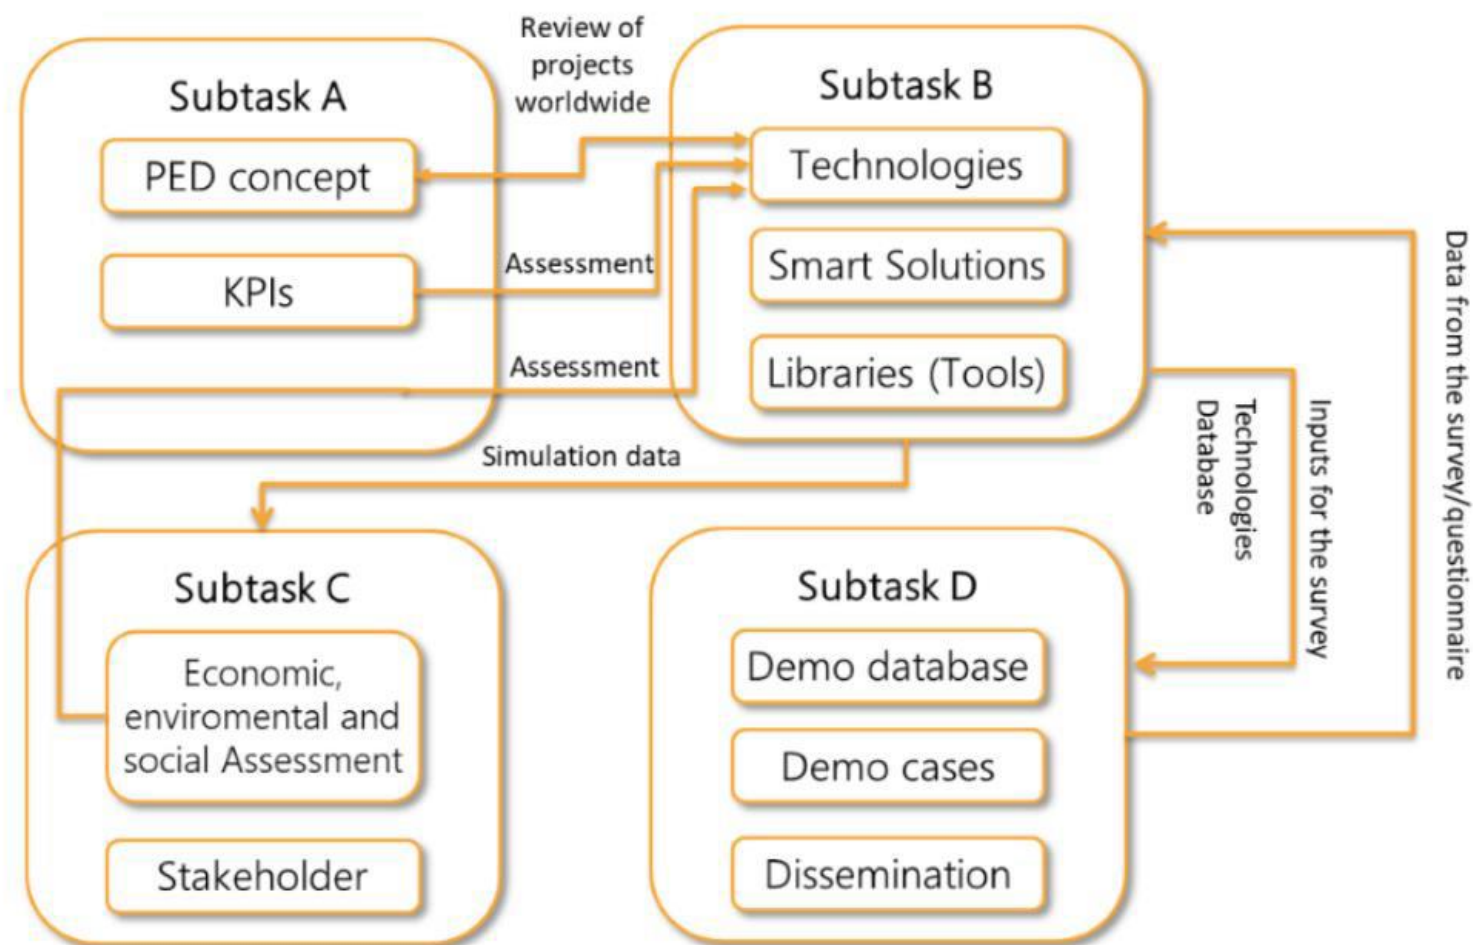 Review of
projects
worldwide
Subtask A
PED concept
KPIs
Subtask B
Technologies
Smart Solutions
Libraries (Tools)
Assessment
Assessment
Simulation data
Technologies
Database
Inputs for the survey
Data from the survey/questionnaire
Subtask C
Economic,
enviromental and
social Assessment
Stakeholder
Subtask D
Demo database
Demo cases
Dissemination